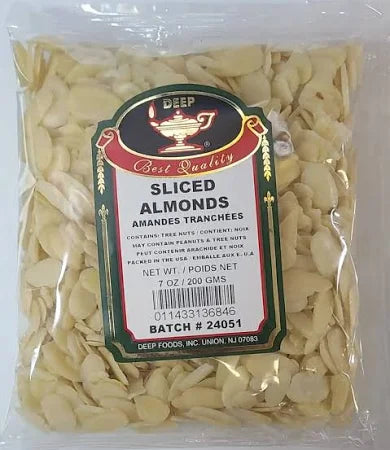 DEEP
®
Best Quality
SLICED
ALMONDS
AMANDES TRANCHÉES
CONTAINS: TREE NUTS / CONTIENT: NOIX
MAY CONTAIN PEANUTS & TREE NUTS
PEUT CONTENIR ARACHIDE ET NOIX
PACKED IN THE USA / EMBALLE AUX E.-U.A
NET WT. / POIDS NET
7 OZ / 200 GMS
011433136846
BATCH # 24051
DEEP FOODS, INC. UNION, NJ 07083